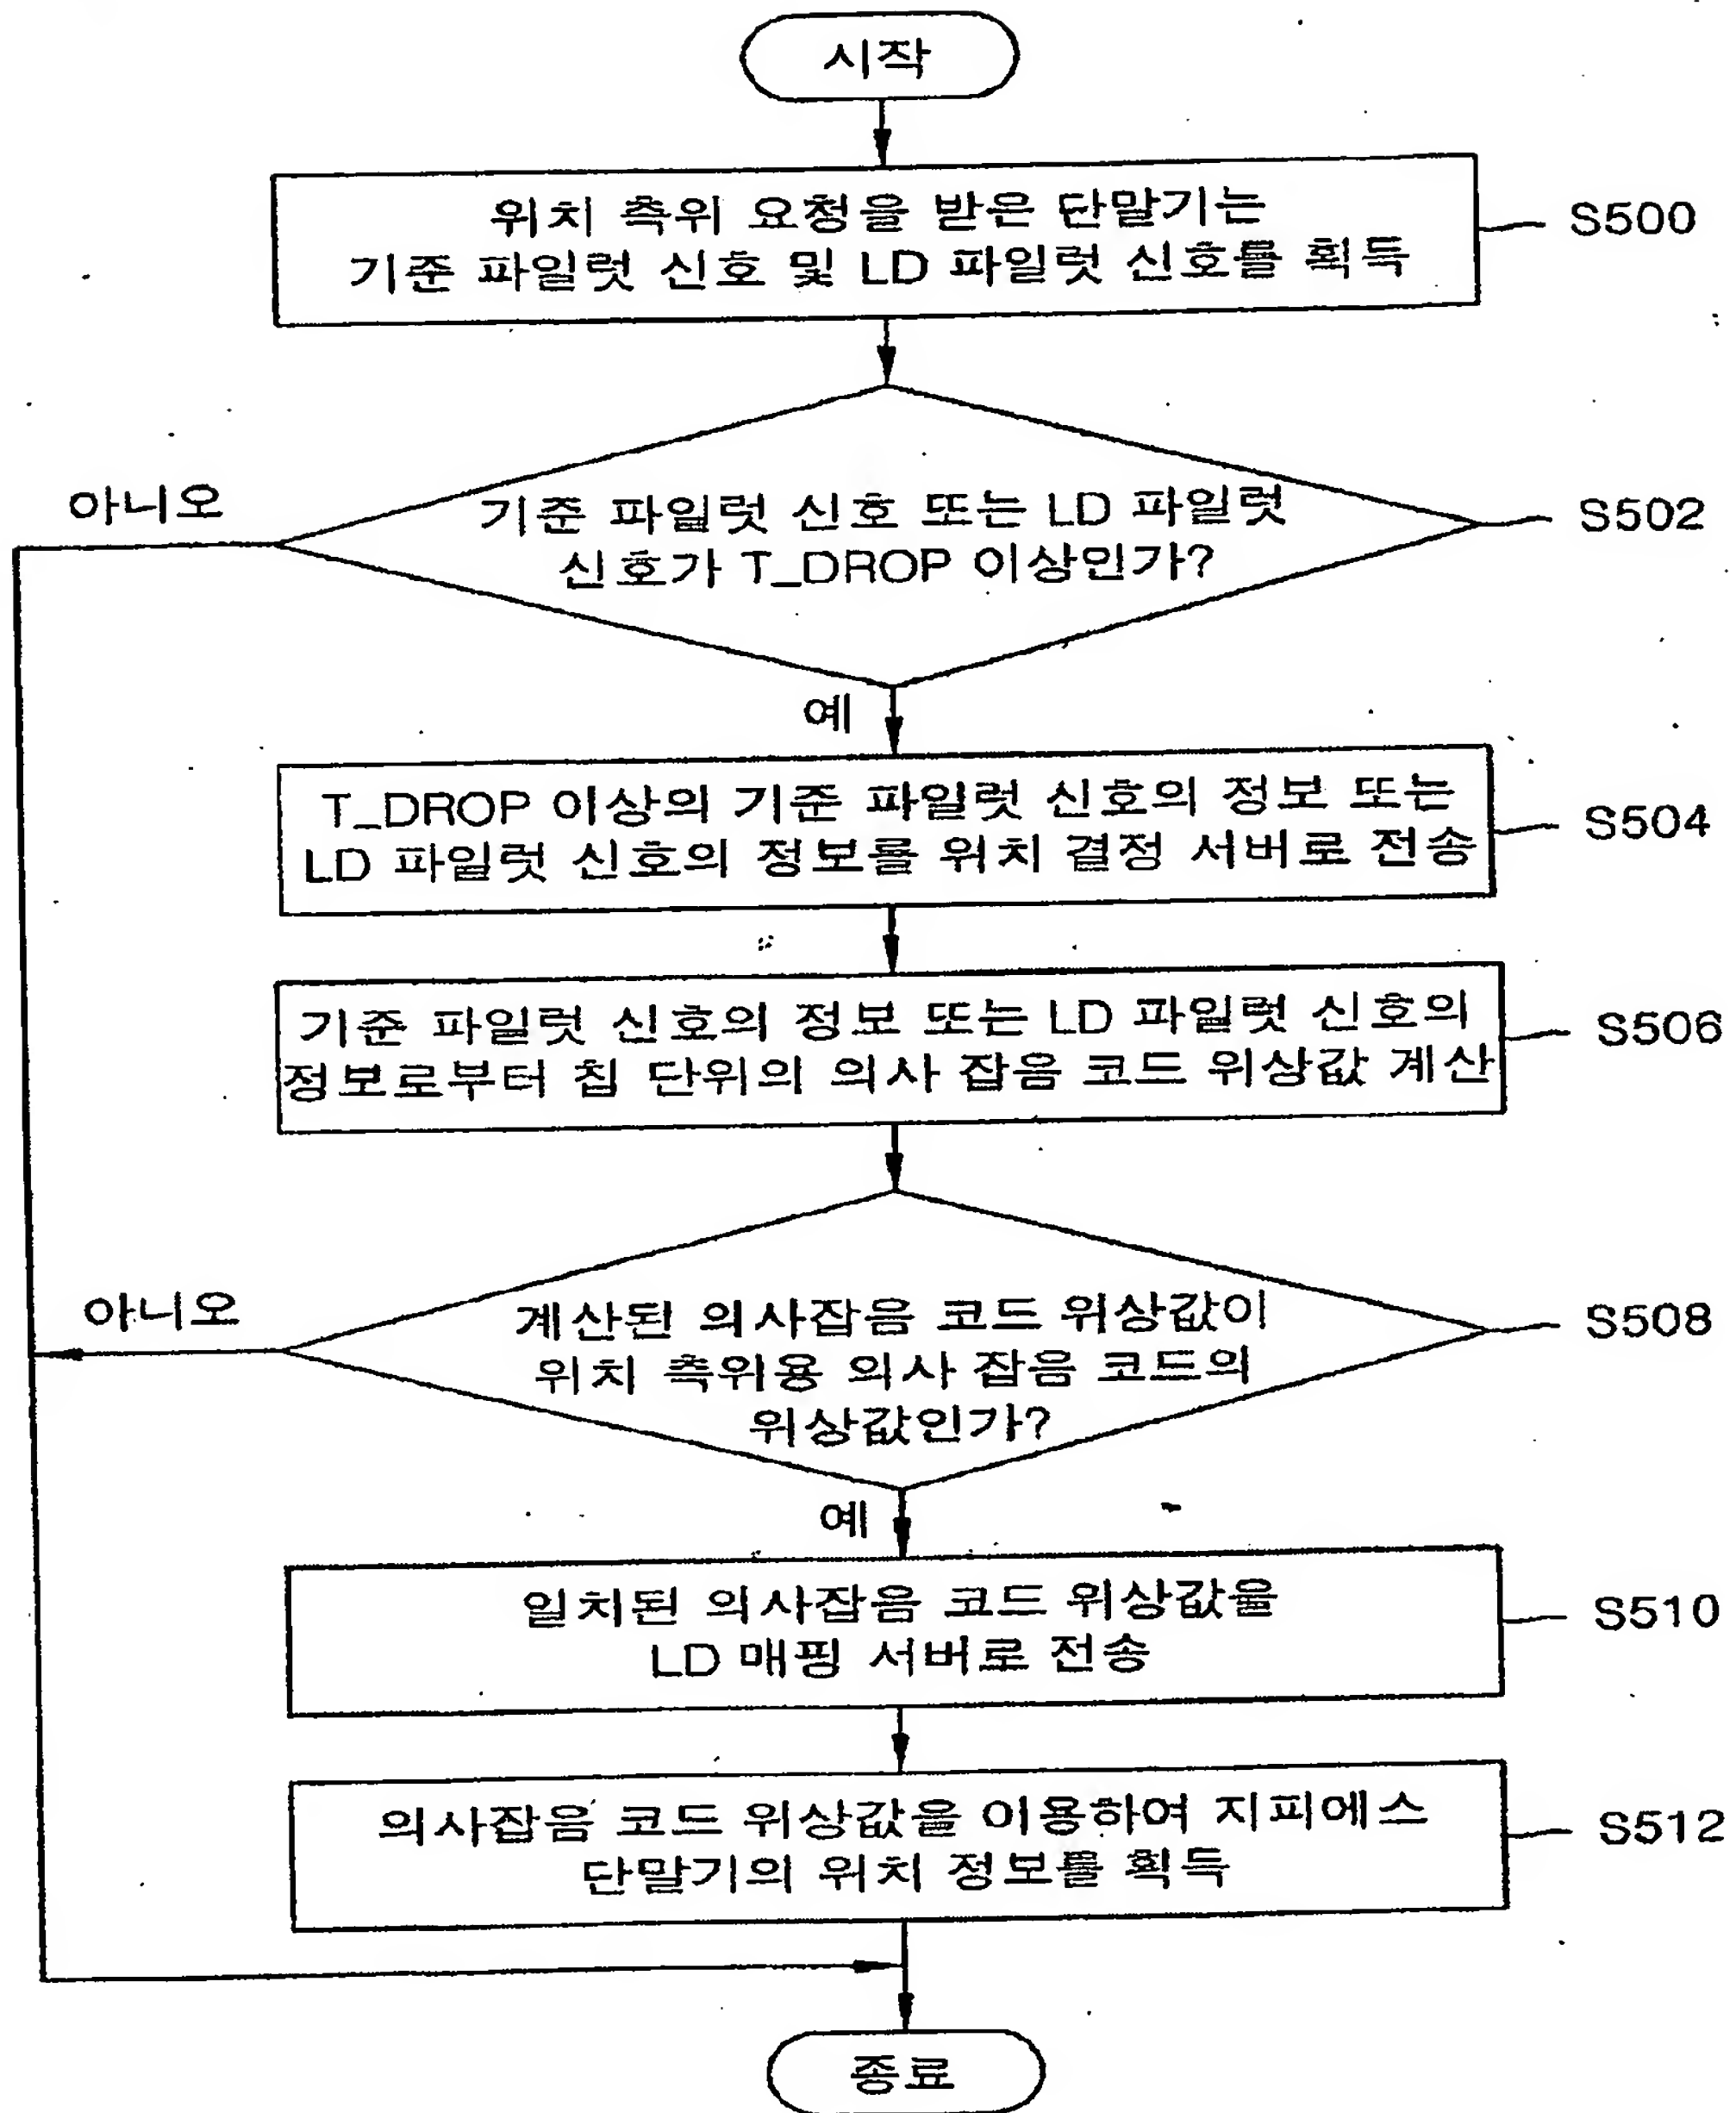 시작
위치 측위 요청을 받은 단말기는
기준 파일럿 신호 및 LD 파일럿 신호를 획득
S500
기준 파일럿 신호 또는 LD 파일럿
신호가 T_DROP 이상인가?
S502
아니오
예
T_DROP 이상의 기준 파일럿 신호의 정보 또는
LD 파일럿 신호의 정보를 위치 결정 서버로 전송
S504
기준 파일럿 신호의 정보 또는 LD 파일럿 신호의
정보로부터 칩 단위의 의사 잡음 코드 위상값 계산
S506
계산된 의사잡음 코드 위상값이
위치 측위용 의사 잡음 코드의
위상값인가?
S508
아니오
예
일치된 의사잡음 코드 위상값을
LD 매핑 서버로 전송
S510
의사잡음 코드 위상값을 이용하여 지피에스
단말기의 위치 정보를 획득
S512
종료